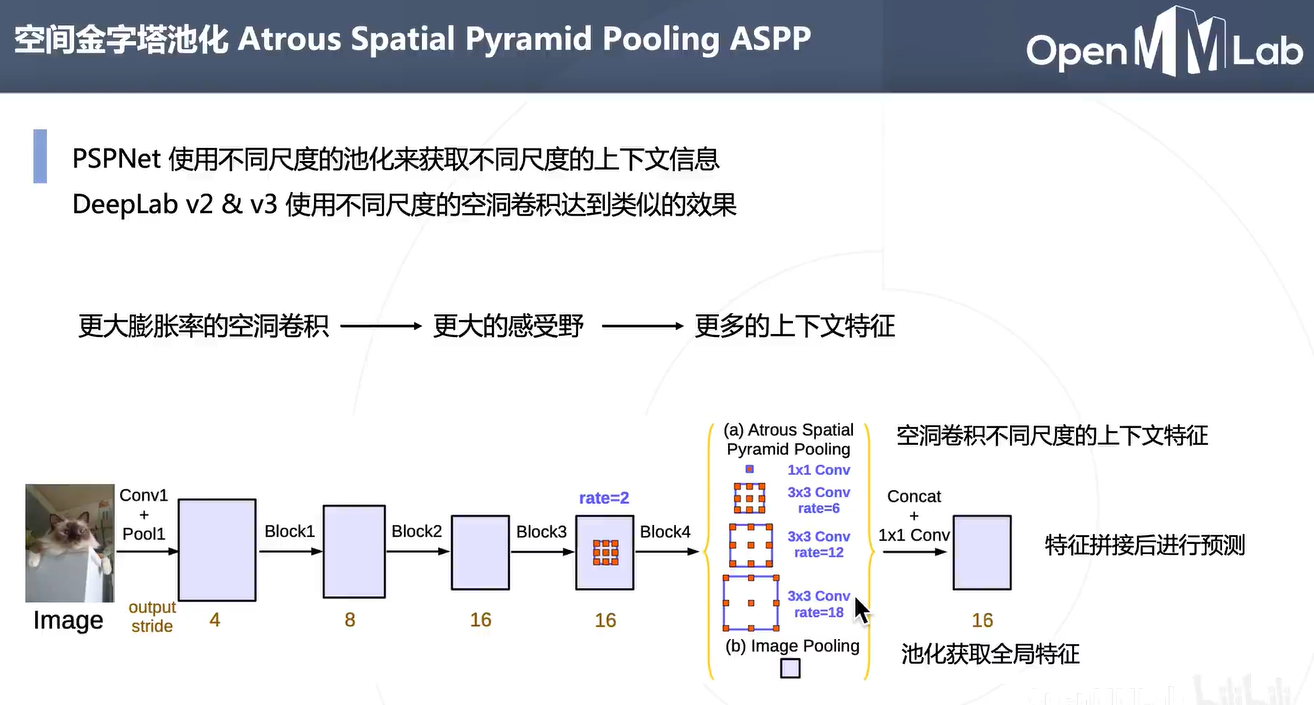 空间金字塔池化 Atrous Spatial Pyramid Pooling ASPP
OpenMMLab
PSPNet 使用不同尺度的池化来获取不同尺度的上下文信息
DeepLab v2 & v3 使用不同尺度的空洞卷积达到类似的效果
更大膨胀率的空洞卷积
更大的感受野
更多的上下文特征
Image
Conv1
+
Pool1
output
stride
4
Block1
8
Block2
16
Block3
rate=2
16
Block4
(a) Atrous Spatial
Pyramid Pooling
1x1 Conv
3x3 Conv
rate=6
3x3 Conv
rate=12
3x3 Conv
rate=18
(b) Image Pooling
Concat
+
1x1 Conv
16
空洞卷积不同尺度的上下文特征
特征拼接后进行预测
池化获取全局特征